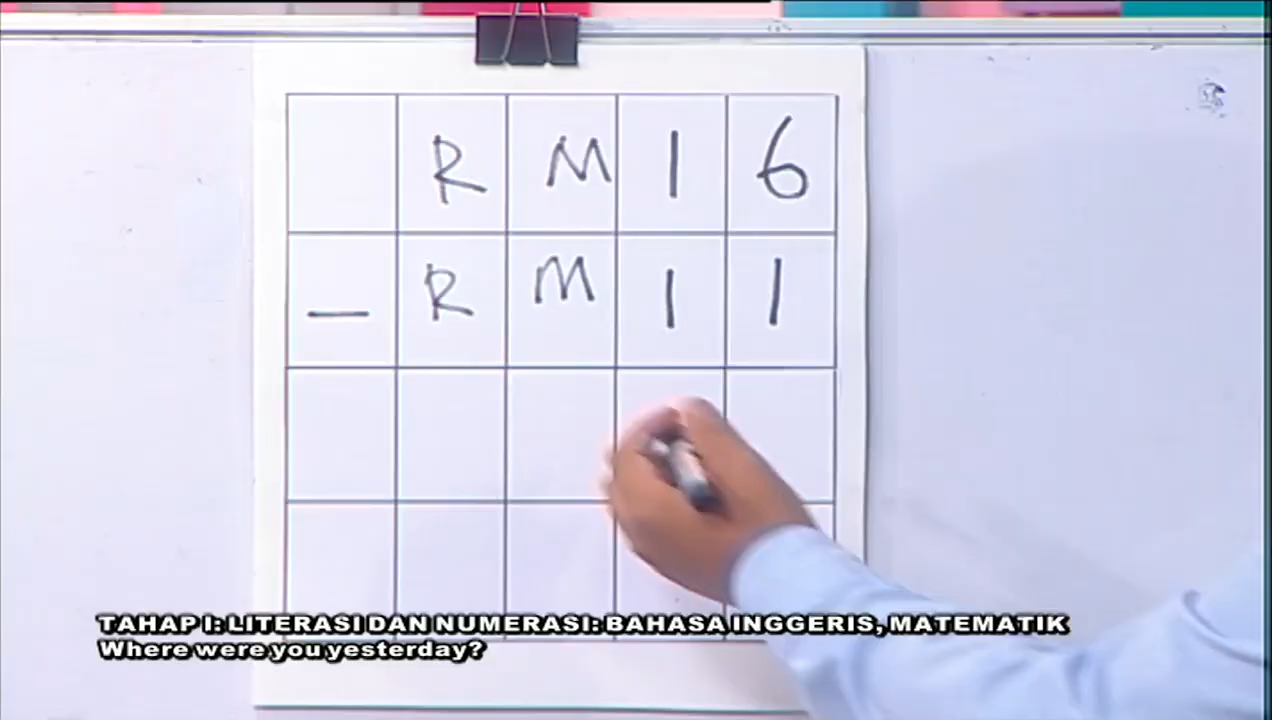 RM16
- RM11
TAHAP I: LITERASI DAN NUMERASI: BAHASA INGGERIS, MATEMATIK
Where were you yesterday?